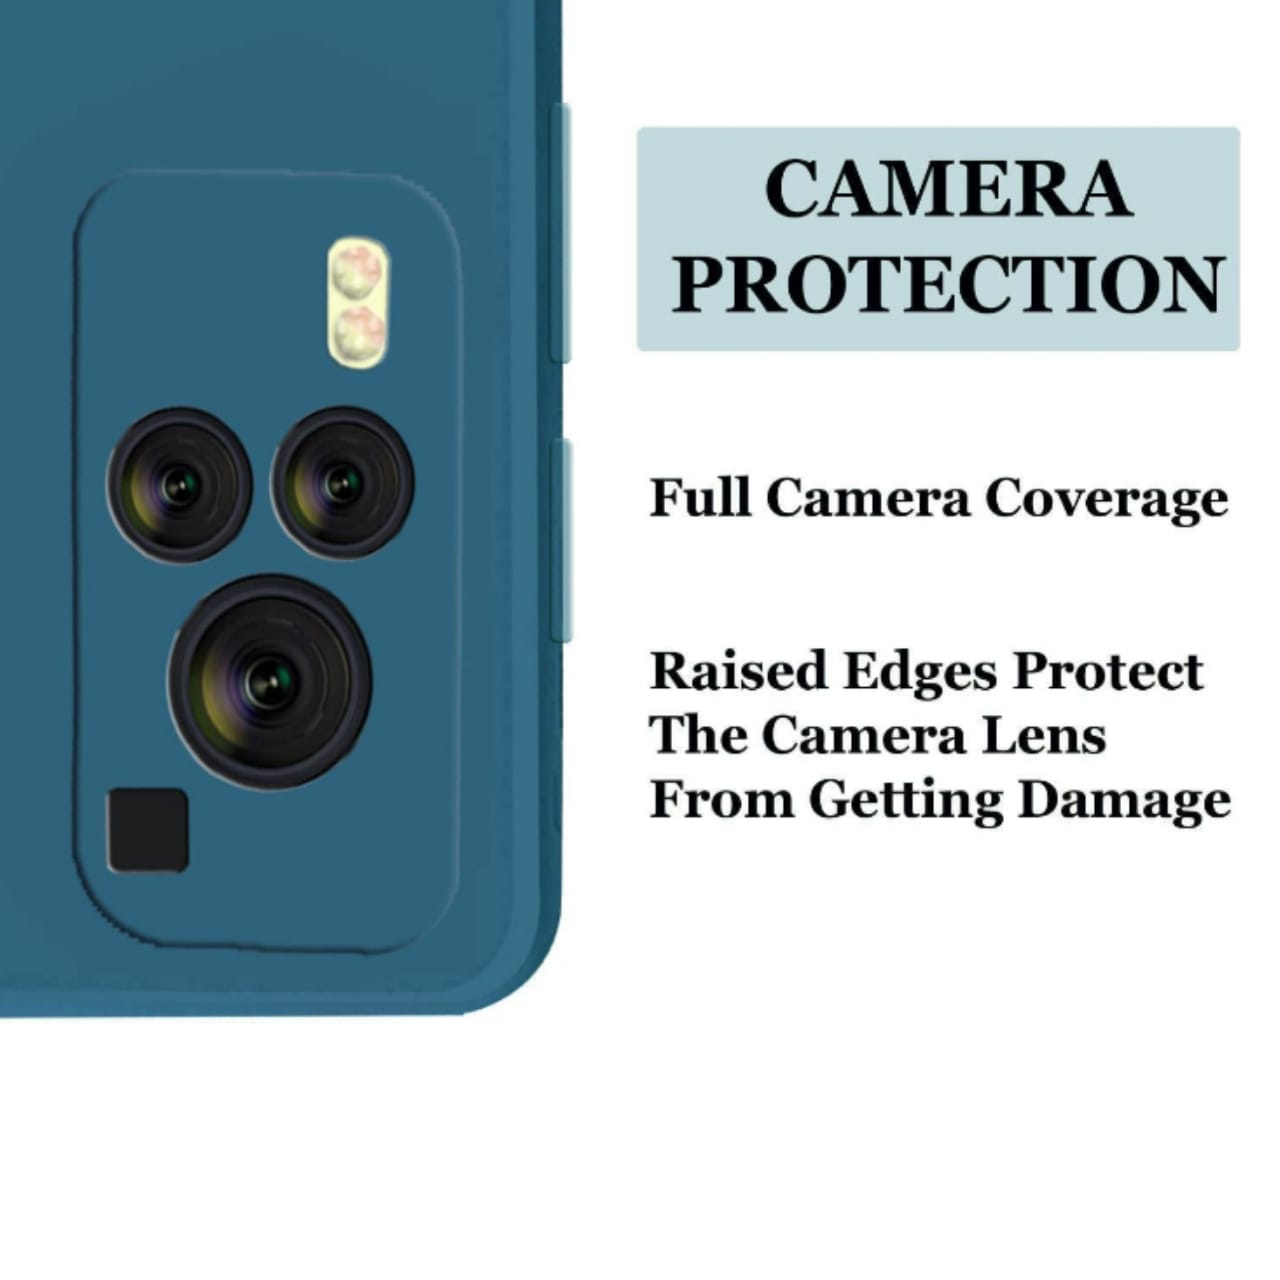 CAMERA
PROTECTION
Full Camera Coverage
Raised Edges Protect
The Camera Lens
From Getting Damage